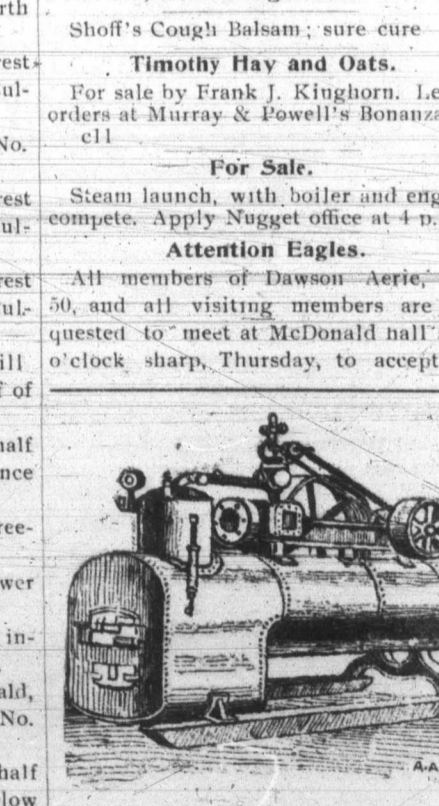 rth
rest
ul-
No.
rest
ul-
rest
ul-
ill
f of
half
nce
ree-
wer
in-
ald,
No.
half
low
Shoff's Cough Balsam; sure cure
Timothy Hay and Oats.
For sale by Frank J. Kinghorn. Le
orders at Murray & Powell's Bonanza
c11
For Sale.
Steam launch, with boiler and eng
compete. Apply Nugget office at 4 p.
Attention Eagles.
All members of Dawson Aerie,
50, and all visiting members are
quested to meet at McDonald hall
o'clock sharp, Thursday, to accept
A.A